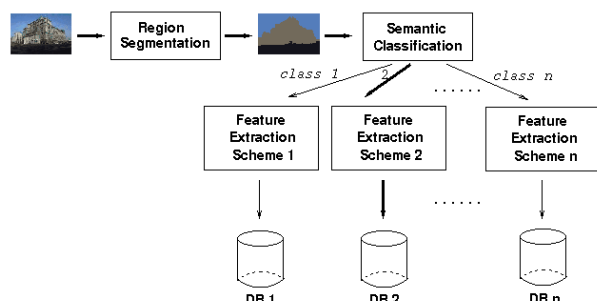 Region
Segmentation
Semantic
Classification
class 1
2
......
class n
Feature
Extraction
Scheme 1
Feature
Extraction
Scheme 2
Feature
Extraction
Scheme n
......
DB 1
DB 2
DB n